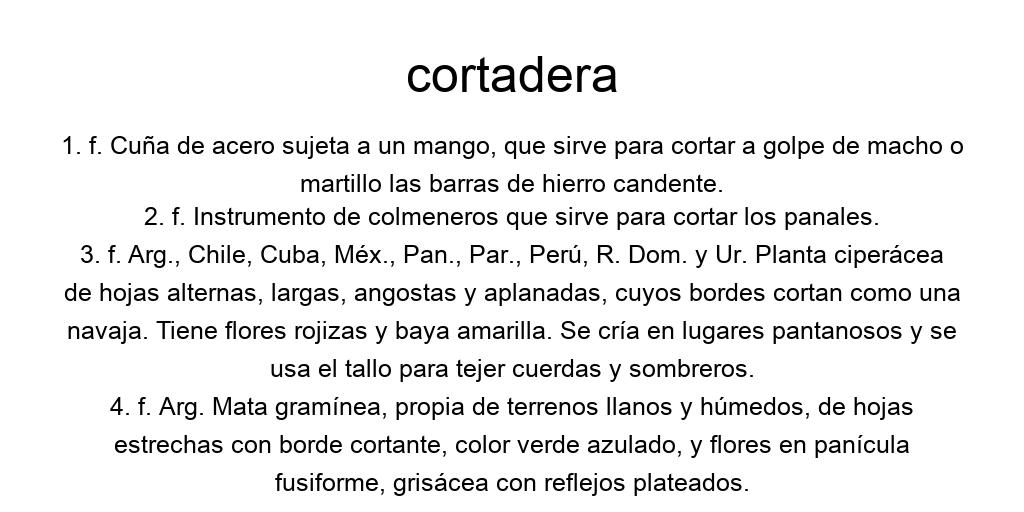 cortadera
1. f. Cuña de acero sujeta a un mango, que sirve para cortar a golpe de macho o
martillo las barras de hierro candente.
2. f. Instrumento de colmeneros que sirve para cortar los panales.
3. f. Arg., Chile, Cuba, Méx., Pan., Par., Perú, R. Dom. y Ur. Planta ciperácea
de hojas alternas, largas, angostas y aplanadas, cuyos bordes cortan como una
navaja. Tiene flores rojizas y baya amarilla. Se cría en lugares pantanosos y se
usa el tallo para tejer cuerdas y sombreros.
4. f. Arg. Mata gramínea, propia de terrenos llanos y húmedos, de hojas
estrechas con borde cortante, color verde azulado, y flores en panícula
fusiforme, grisácea con reflejos plateados.